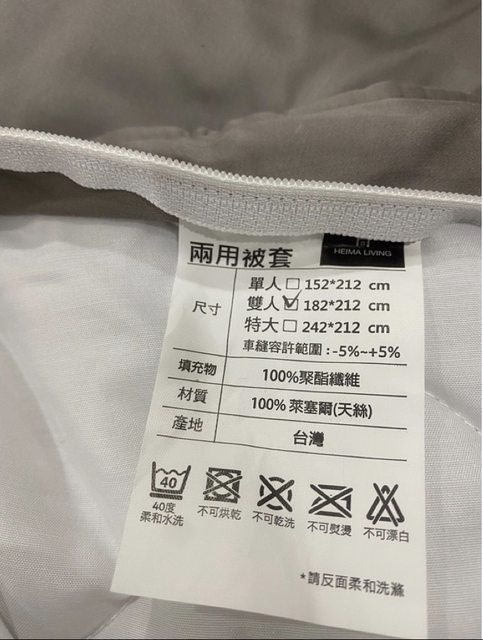 兩用被套
HEIMA LIVING
尺寸
單人□ 152*212 cm
雙人☑ 182*212 cm
特大□ 242*212 cm
車縫容許範圍:-5%~+5%
填充物 100%聚酯纖維
材質 100%萊塞爾(天絲)
產地 台灣
40
40度
柔和水洗
不可烘乾
不可乾洗
不可熨燙
不可漂白
*請反面柔和洗滌